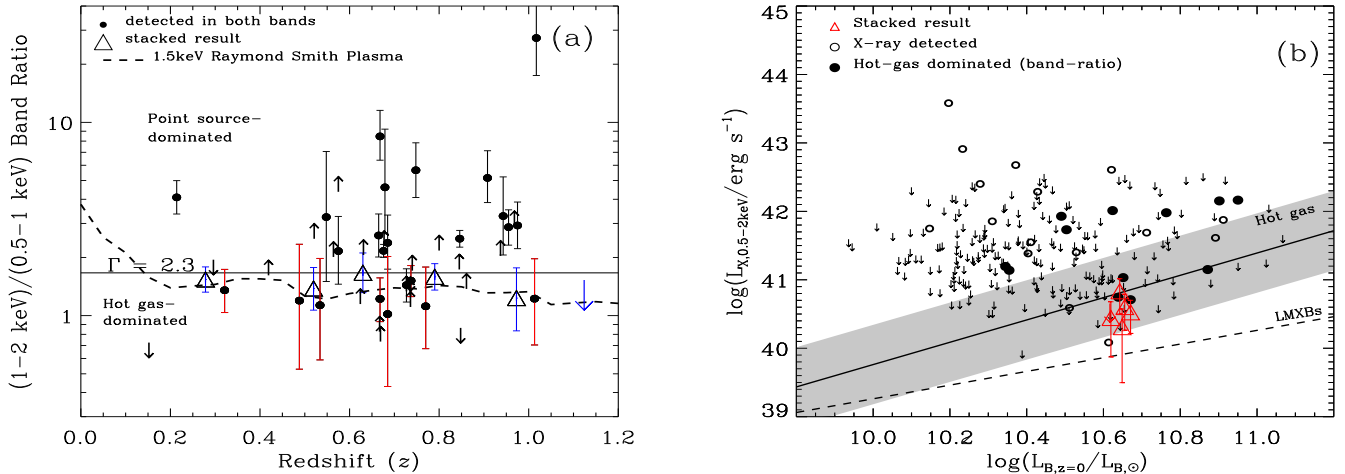 detected in both bands
stacked result
1.5keV Raymond Smith Plasma
(a)
Point source-
dominated
Γ = 2.3
Hot gas-
dominated
(1-2 keV)/(0.5-1 keV) Band Ratio
10
1
0.0 0.2 0.4 0.6 0.8 1.0 1.2
Redshift (z)
Stacked result
X-ray detected
Hot-gas dominated (band-ratio)
(b)
Hot gas
LMXBs
log(L_{X,0.5-2keV}/erg s⁻¹)
45
44
43
42
41
40
39
10.0 10.2 10.4 10.6 10.8 11.0
log(L_{B,z=0}/L_{B,⊙})